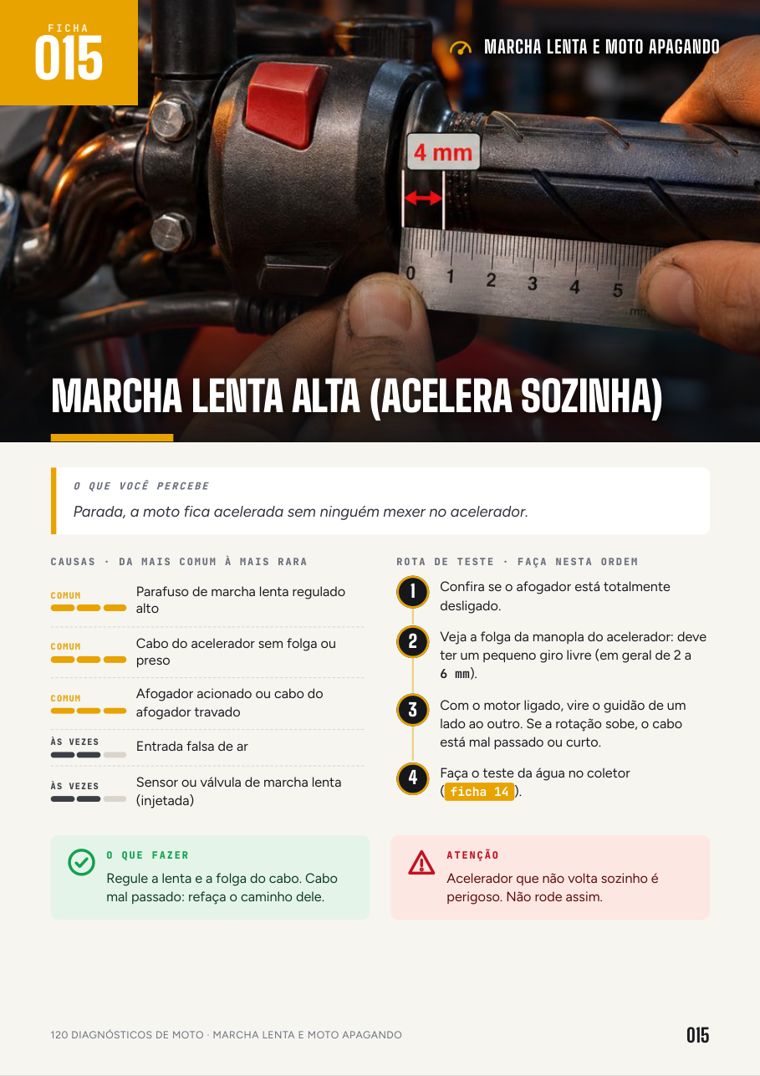 FICHA
015
MARCHA LENTA E MOTO APAGANDO
4 mm
0 1 2 3 4 5
mm
MARCHA LENTA ALTA (ACELERA SOZINHA)
O QUE VOCÊ PERCEBE
Parada, a moto fica acelerada sem ninguém mexer no acelerador.
CAUSAS · DA MAIS COMUM À MAIS RARA
COMUM
Parafuso de marcha lenta regulado
alto
COMUM
Cabo do acelerador sem folga ou
preso
COMUM
Afogador acionado ou cabo do
afogador travado
ÀS VEZES
Entrada falsa de ar
ÀS VEZES
Sensor ou válvula de marcha lenta
(injetada)
ROTA DE TESTE · FAÇA NESTA ORDEM
1
Confira se o afogador está totalmente
desligado.
2
Veja a folga da manopla do acelerador: deve
ter um pequeno giro livre (em geral de 2 a
6 mm).
3
Com o motor ligado, vire o guidão de um
lado ao outro. Se a rotação sobe, o cabo
está mal passado ou curto.
4
Faça o teste da água no coletor
(ficha 14).
O QUE FAZER
Regule a lenta e a folga do cabo. Cabo
mal passado: refaça o caminho dele.
ATENÇÃO
Acelerador que não volta sozinho é
perigoso. Não rode assim.
120 DIAGNÓSTICOS DE MOTO · MARCHA LENTA E MOTO APAGANDO
015